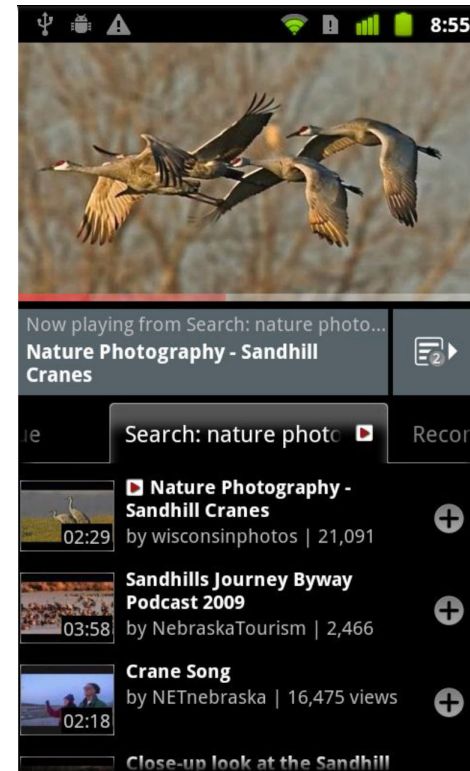 8:55
Now playing from Search: nature photo...
Nature Photography - Sandhill
Cranes
2
ue
Search: nature photo
Recor
Nature Photography -
Sandhill Cranes
02:29
by wisconsinphotos | 21,091
Sandhills Journey Byway
Podcast 2009
03:58
by NebraskaTourism | 2,466
Crane Song
by NETnebraska | 16,475 views
02:18
Close-up look at the Sandhill